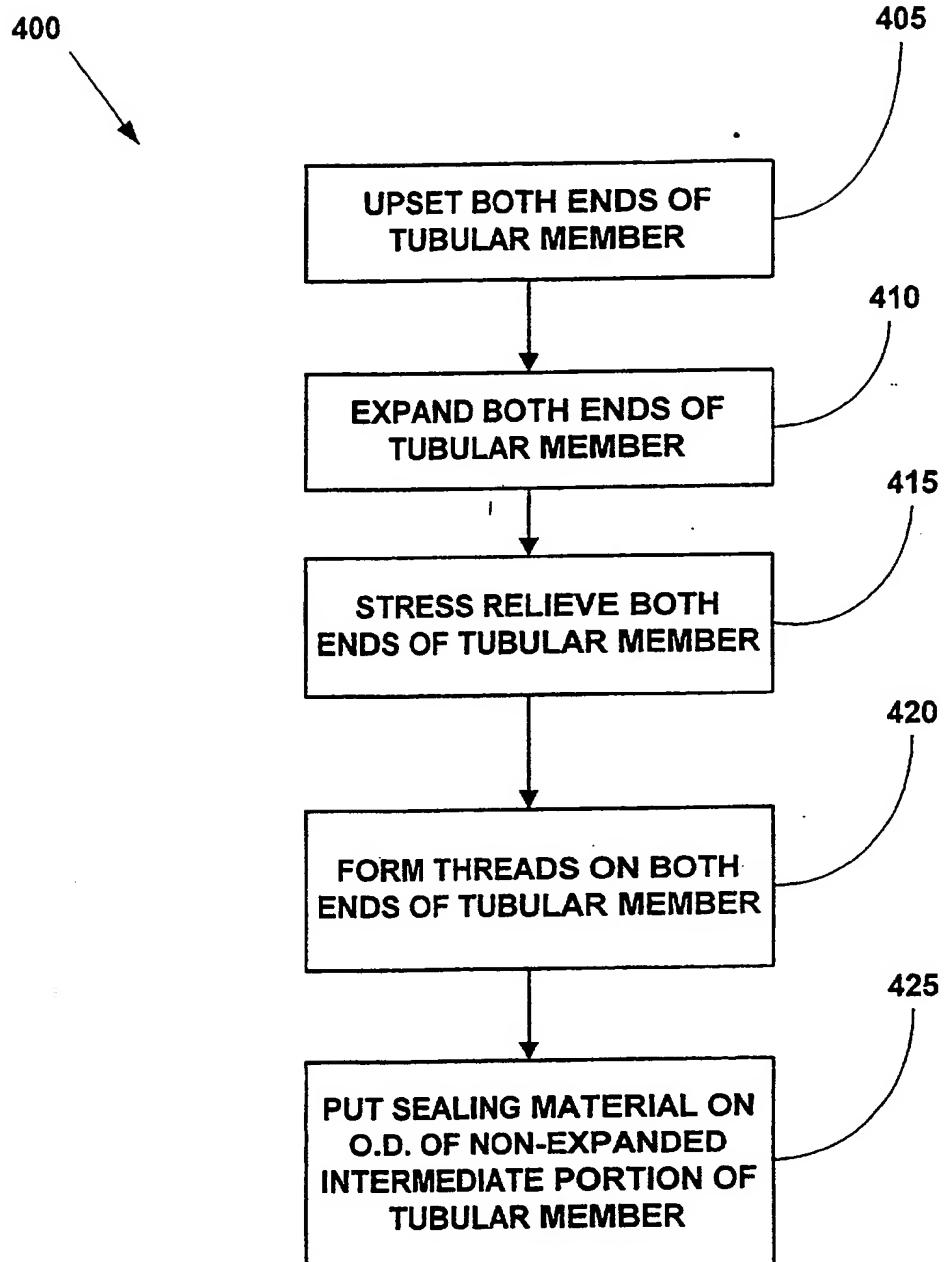 400
405
UPSET BOTH ENDS OF
TUBULAR MEMBER
410
EXPAND BOTH ENDS OF
TUBULAR MEMBER
415
STRESS RELIEVE BOTH
ENDS OF TUBULAR MEMBER
420
FORM THREADS ON BOTH
ENDS OF TUBULAR MEMBER
425
PUT SEALING MATERIAL ON
O.D. OF NON-EXPANDED
INTERMEDIATE PORTION OF
TUBULAR MEMBER